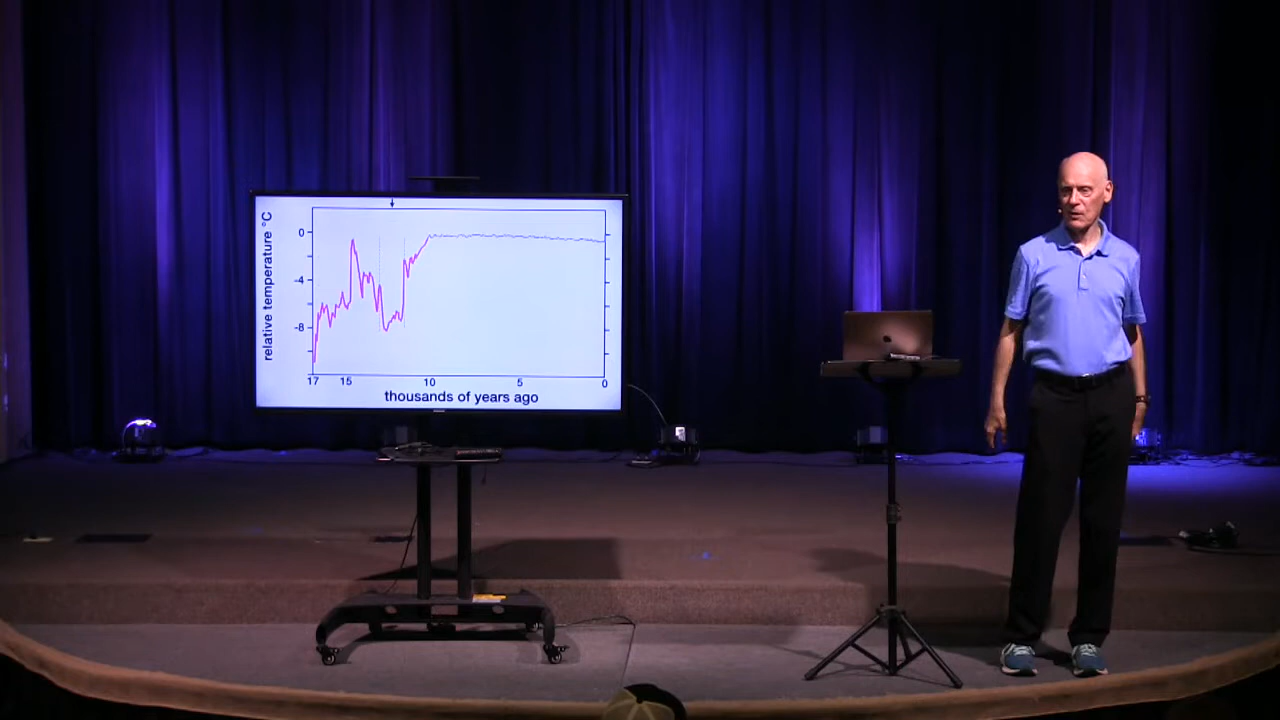 relative temperature °C
0
-4
-8
17 15 10 5 0
thousands of years ago